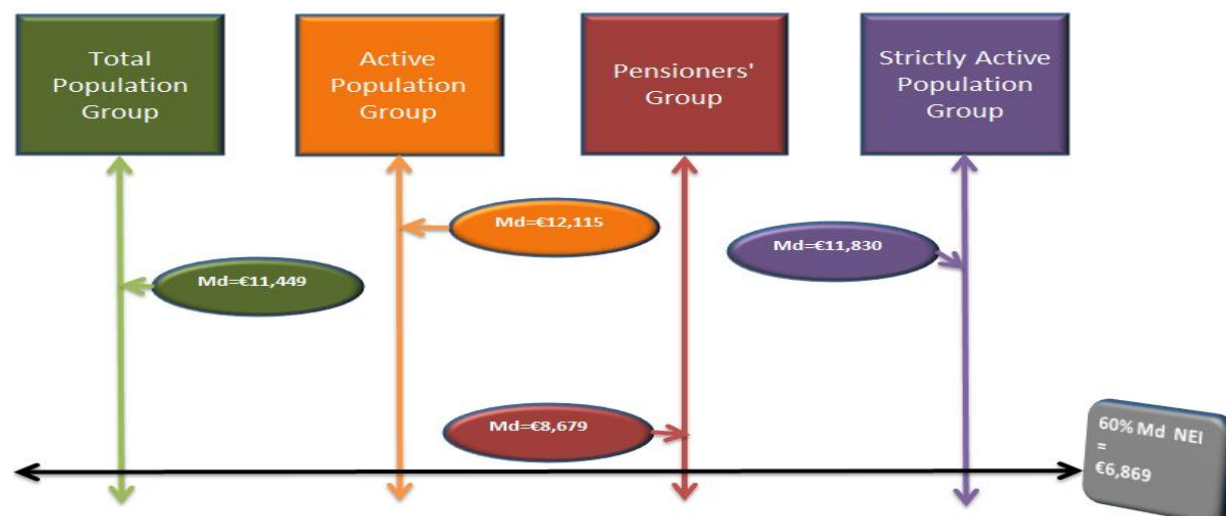 Total
Population
Group
Active
Population
Group
Pensioners'
Group
Strictly Active
Population
Group
Md=€12,115
Md=€11,830
Md=€11,449
Md=€8,679
60% Md NEI
=
€6,869